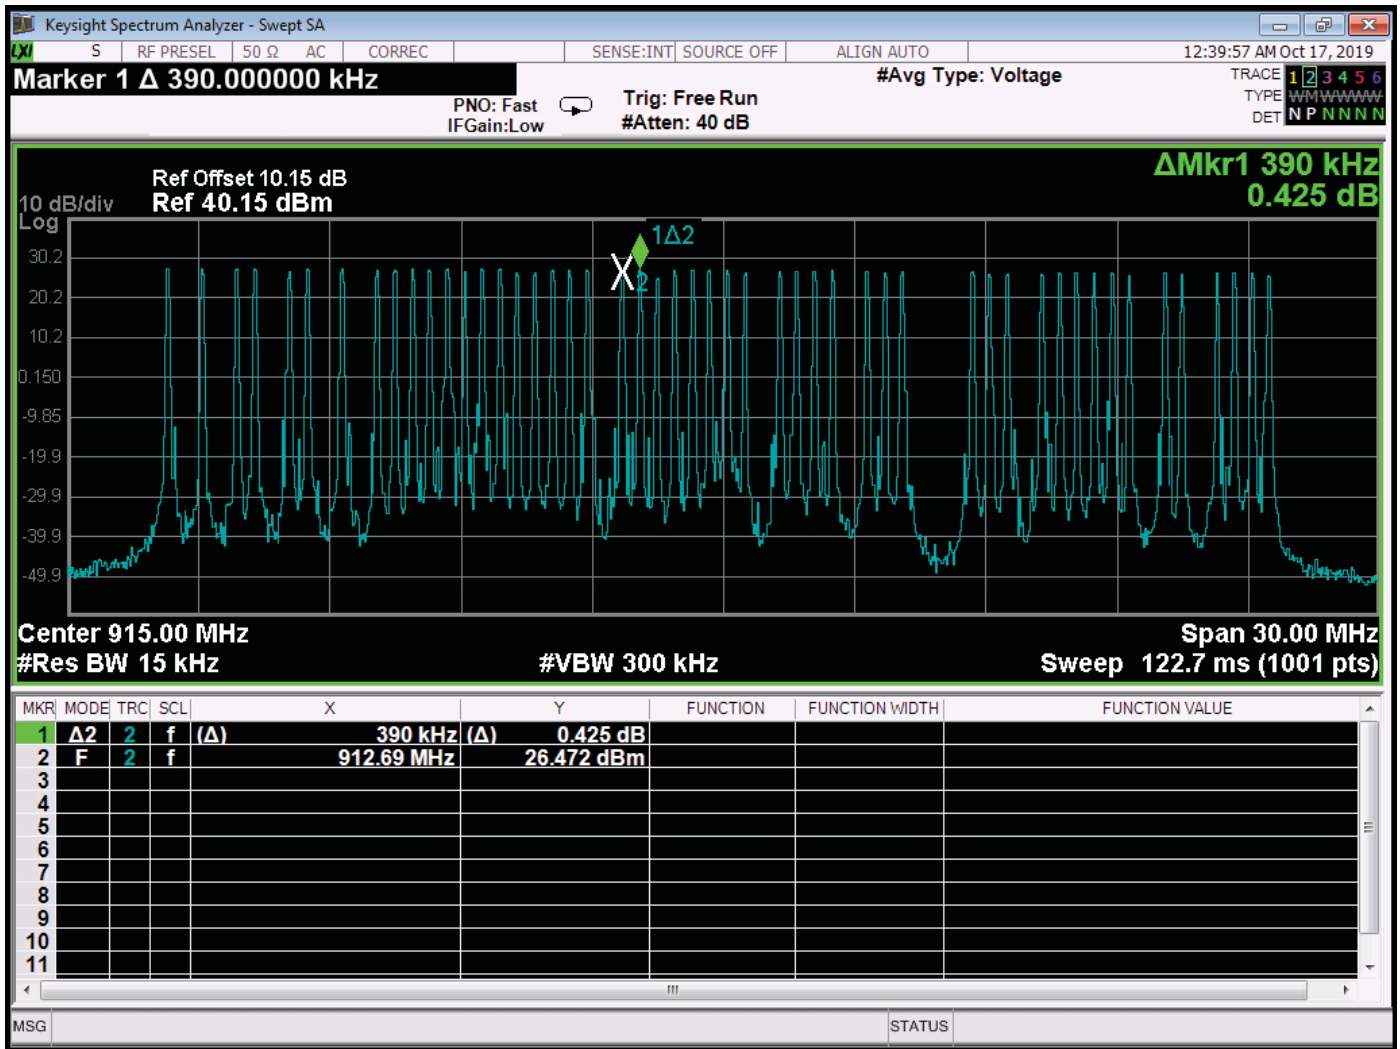 Keysight Spectrum Analyzer - Swept SA
LXI S RF PRESEL 50 Ω AC CORREC SENSE:INT SOURCE OFF ALIGN AUTO 12:39:57 AM Oct 17, 2019
Marker 1 Δ 390.000000 kHz
#Avg Type: Voltage
TRACE 1 2 3 4 5 6
PNO: Fast Trig: Free Run
TYPE WMWWWW
IFGain:Low #Atten: 40 dB
DET N P N N N N
ΔMkr1 390 kHz
0.425 dB
Ref Offset 10.15 dB
10 dB/div Ref 40.15 dBm
Log
1Δ2
30.2
2
20.2
10.2
0.150
-9.85
-19.9
-29.9
-39.9
-49.9
Center 915.00 MHz Span 30.00 MHz
#Res BW 15 kHz #VBW 300 kHz Sweep 122.7 ms (1001 pts)
MKR MODE TRC SCL X Y FUNCTION FUNCTION WIDTH FUNCTION VALUE
1 Δ2 2 f (Δ) 390 kHz (Δ) 0.425 dB
2 F 2 f 912.69 MHz 26.472 dBm
3
4
5
6
7
8
9
10
11
MSG STATUS